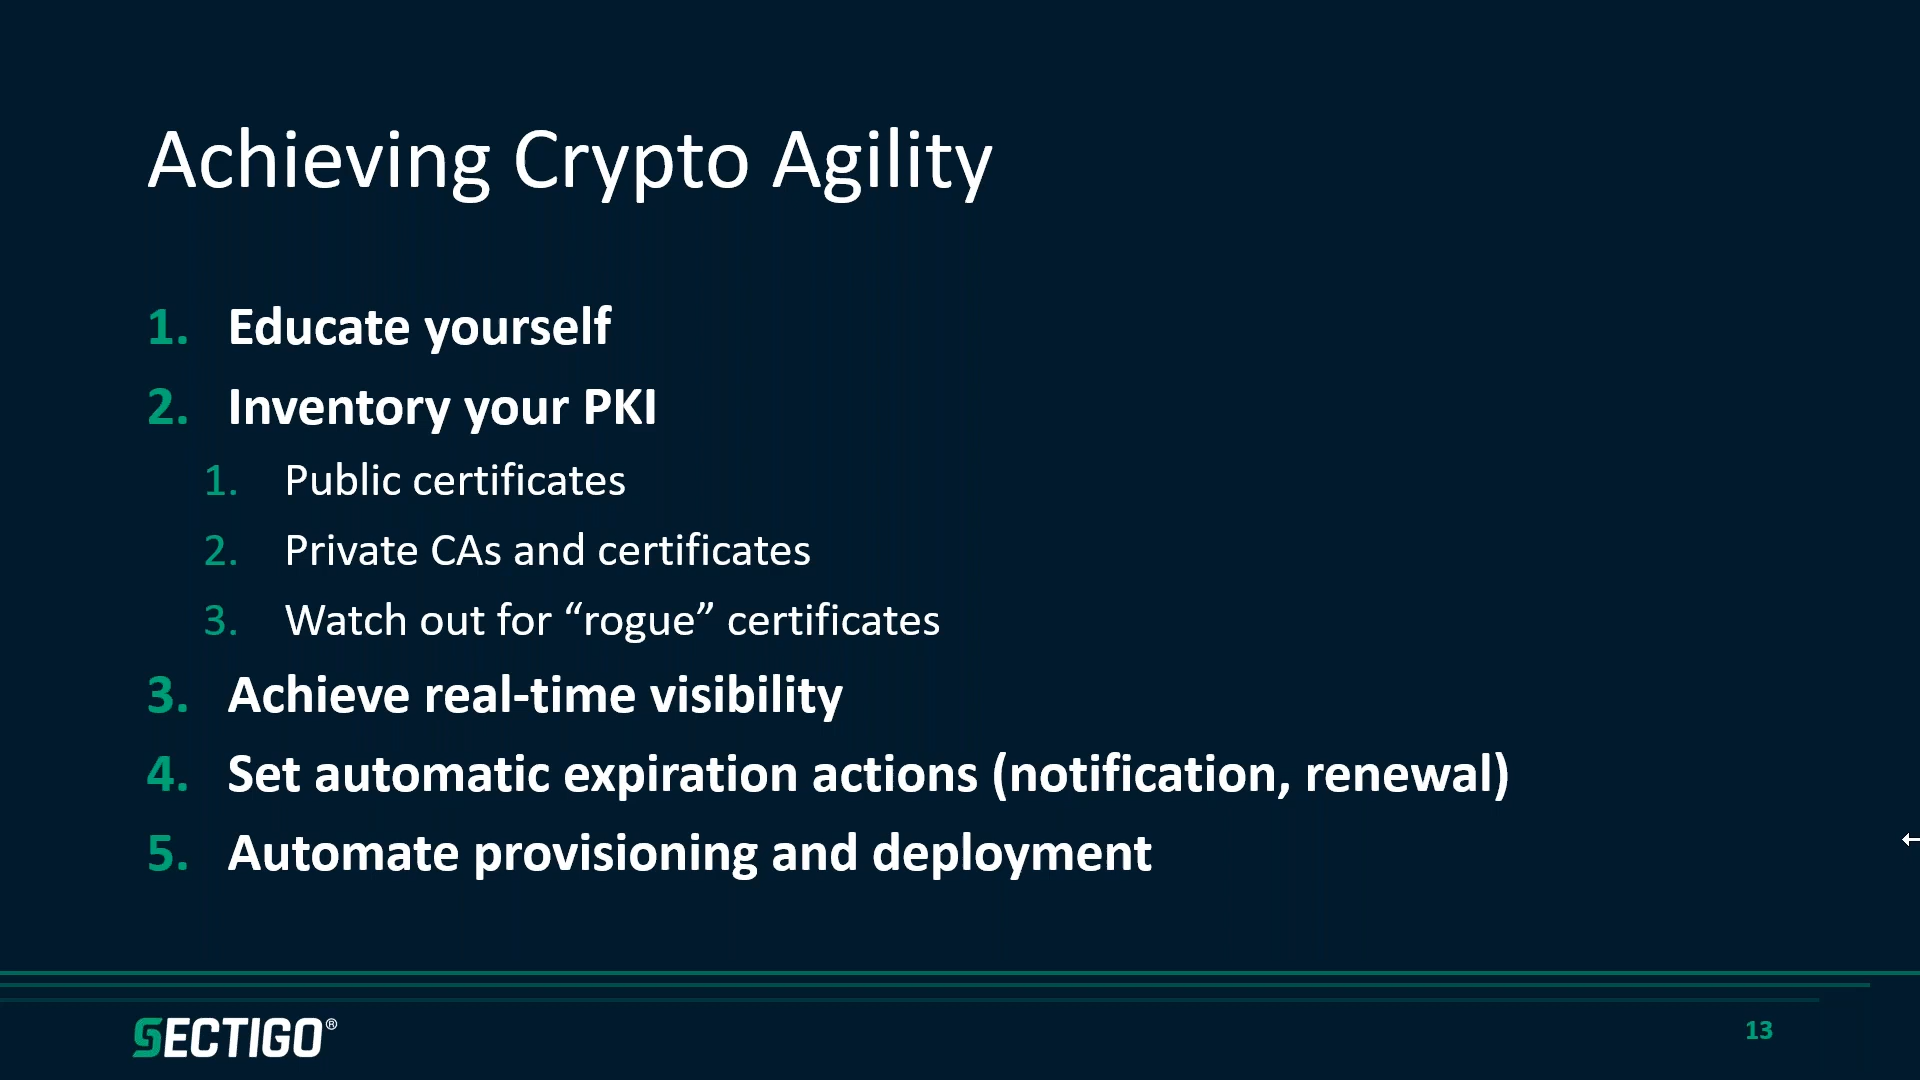 Achieving Crypto Agility
1. Educate yourself
2. Inventory your PKI
1. Public certificates
2. Private CAs and certificates
3. Watch out for “rogue” certificates
3. Achieve real-time visibility
4. Set automatic expiration actions (notification, renewal)
5. Automate provisioning and deployment
SECTIGO®
13